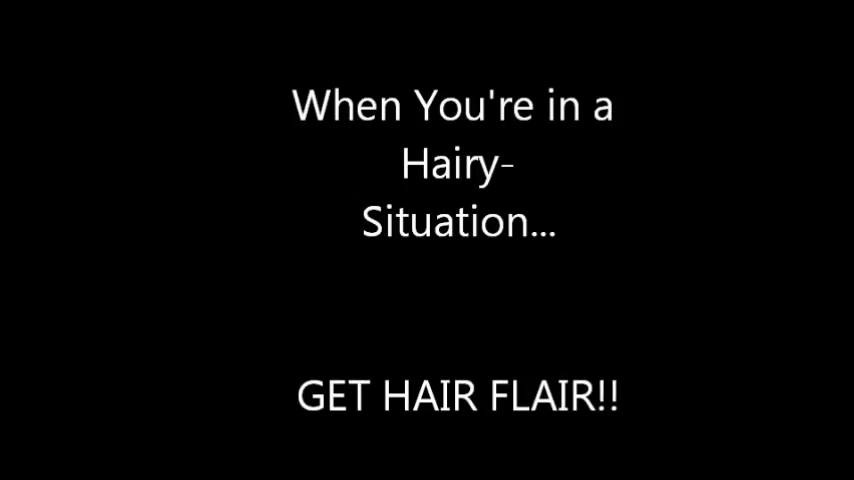 When You're in a
Hairy-
Situation...
GET HAIR FLAIR!!